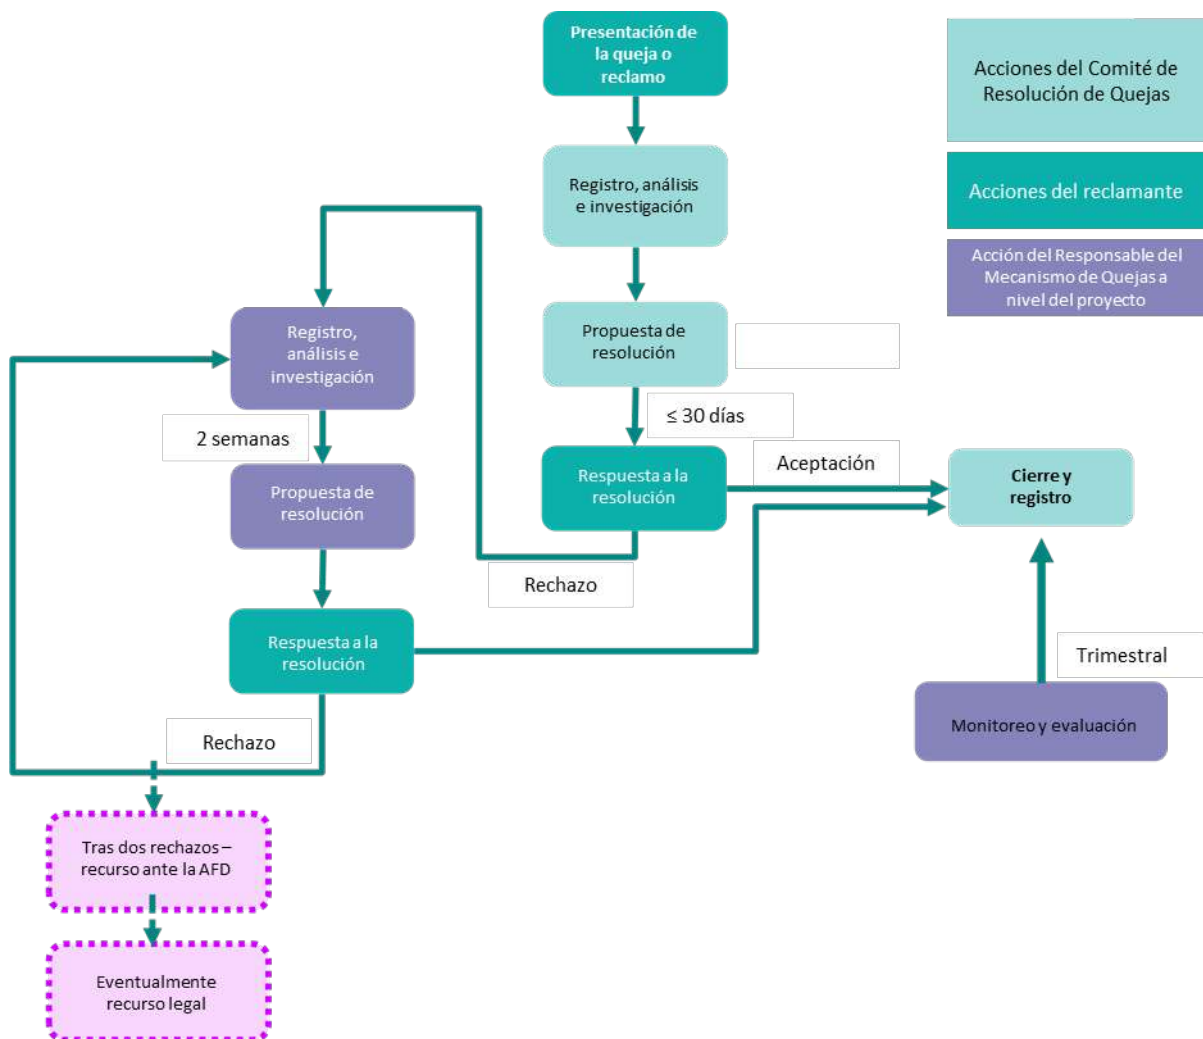 Presentación de
la queja o
reclamo
Acciones del Comité de
Resolución de Quejas
Registro, análisis
e investigación
Acciones del reclamante
Acción del Responsable del
Mecanismo de Quejas a
nivel del proyecto
Registro,
análisis e
investigación
Propuesta de
resolución
≤ 30 días
2 semanas
Aceptación
Respuesta a la
resolución
Cierre y
registro
Propuesta de
resolución
Rechazo
Respuesta a la
resolución
Trimestral
Rechazo
Monitoreo y evaluación
Tras dos rechazos –
recurso ante la AFD
Eventualmente
recurso legal